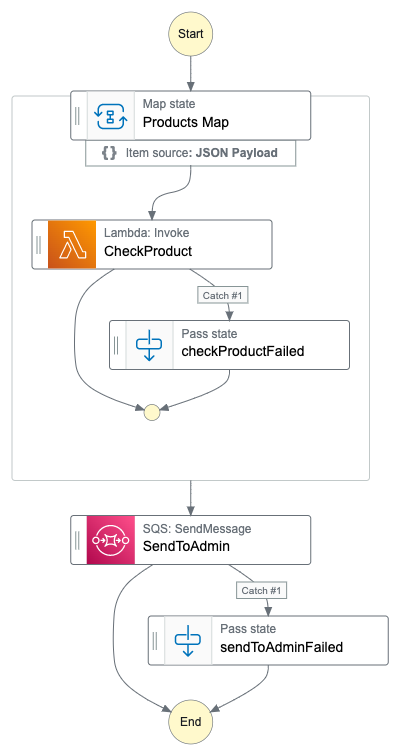 Start
Map state
Products Map
{} Item source: JSON Payload
Lambda: Invoke
CheckProduct
Catch #1
Pass state
checkProductFailed
SQS: SendMessage
SendToAdmin
Catch #1
Pass state
sendToAdminFailed
End